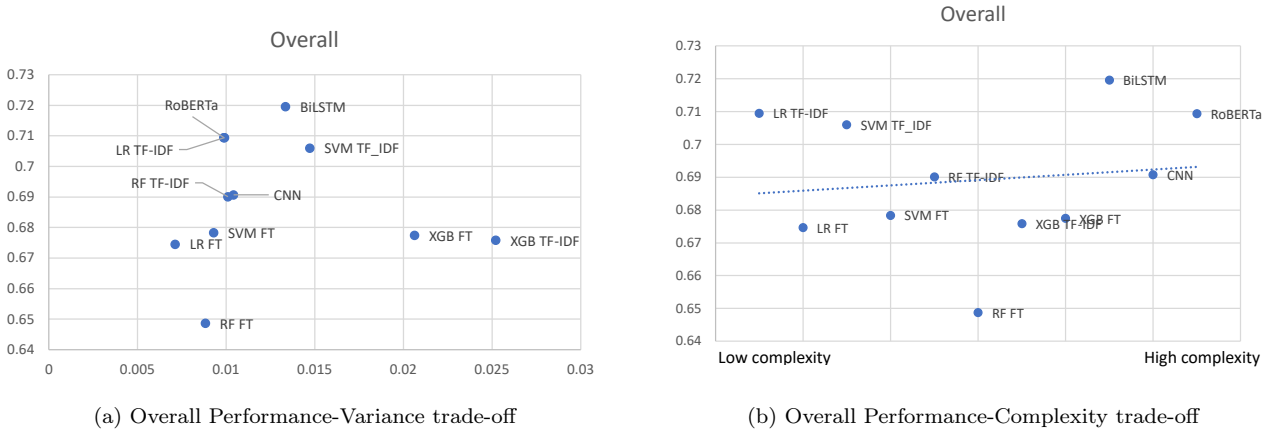 Overall
0.73
0.72
0.71
0.7
0.69
0.68
0.67
0.66
0.65
0.64
0
0.005
0.01
0.015
0.02
0.025
0.03
RoBERTa
BiLSTM
LR TF-IDF
SVM TF_IDF
RF TF-IDF
CNN
SVM FT
LR FT
XGB FT
XGB TF-IDF
RF FT
(a) Overall Performance-Variance trade-off
Overall
0.73
0.72
0.71
0.7
0.69
0.68
0.67
0.66
0.65
0.64
BiLSTM
LR TF-IDF
RoBERTa
SVM TF_IDF
RF TF-IDF
CNN
SVM FT
XGB FT
LR FT
XGB TF-IDF
RF FT
Low complexity
High complexity
(b) Overall Performance-Complexity trade-off